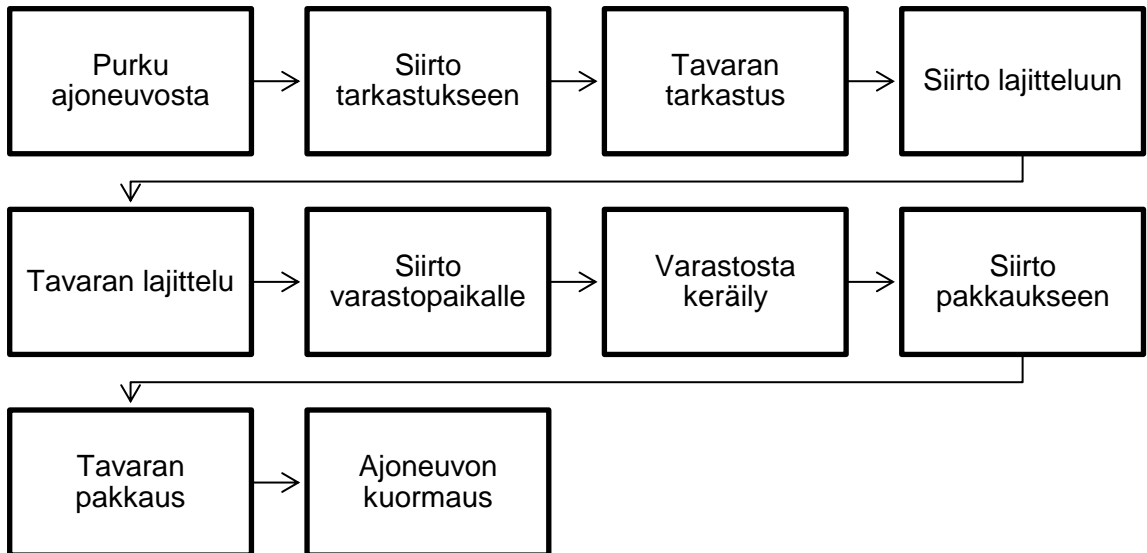 Purku
ajoneuvosta
Siirto
tarkastukseen
Tavaran
tarkastus
Siirto lajitteluun
Tavaran lajittelu
Siirto
varastopaikalle
Varastosta
keräily
Siirto
pakkaukseen
Tavaran
pakkaus
Ajoneuvon
kuormaus